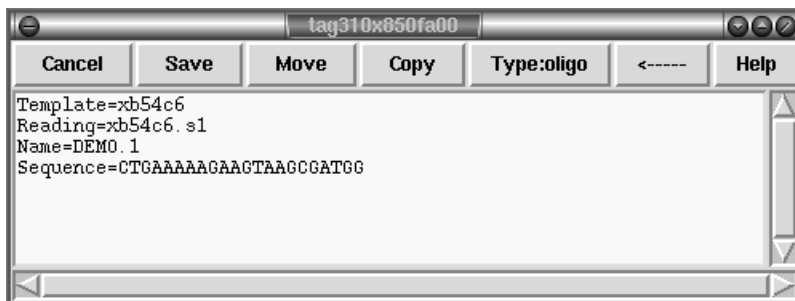 tag310x850fa00
Cancel Save Move Copy Type:oligo <----- Help
Template=xb54c6
Reading=xb54c6.s1
Name=DEMO.1
Sequence=CTGAAAAAGAAGTAAGCGATGG